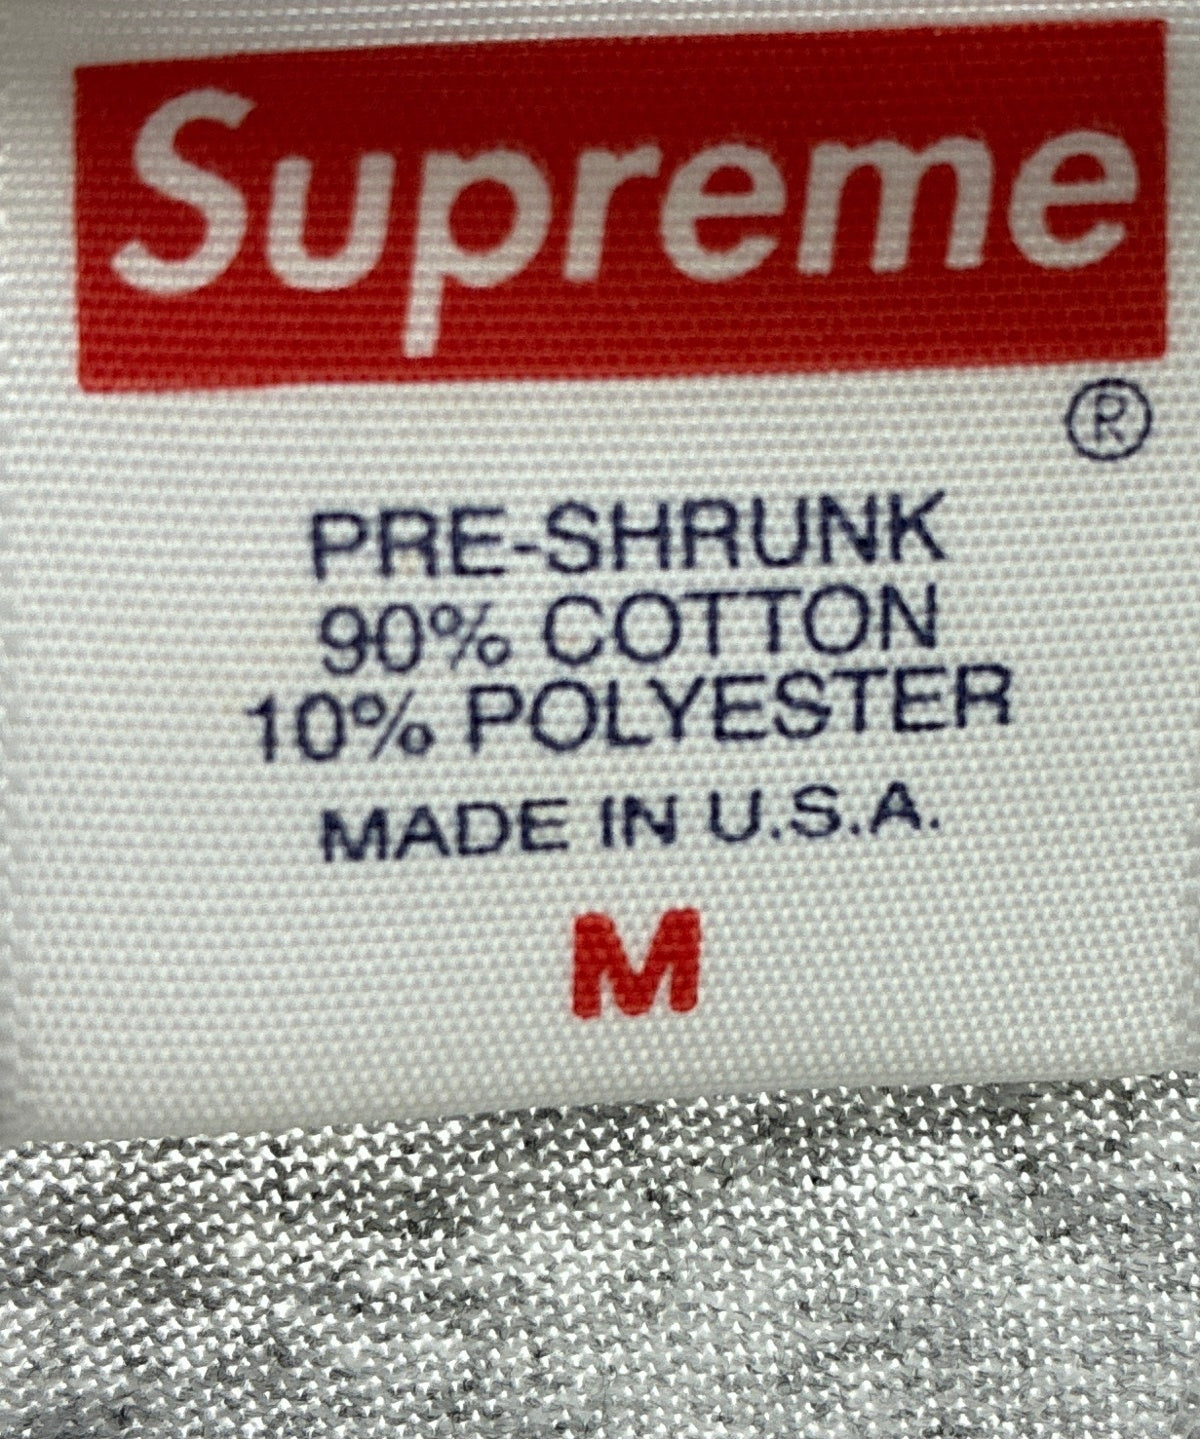 Supreme
®
PRE-SHRUNK
90% COTTON
10% POLYESTER
MADE IN U.S.A.
M